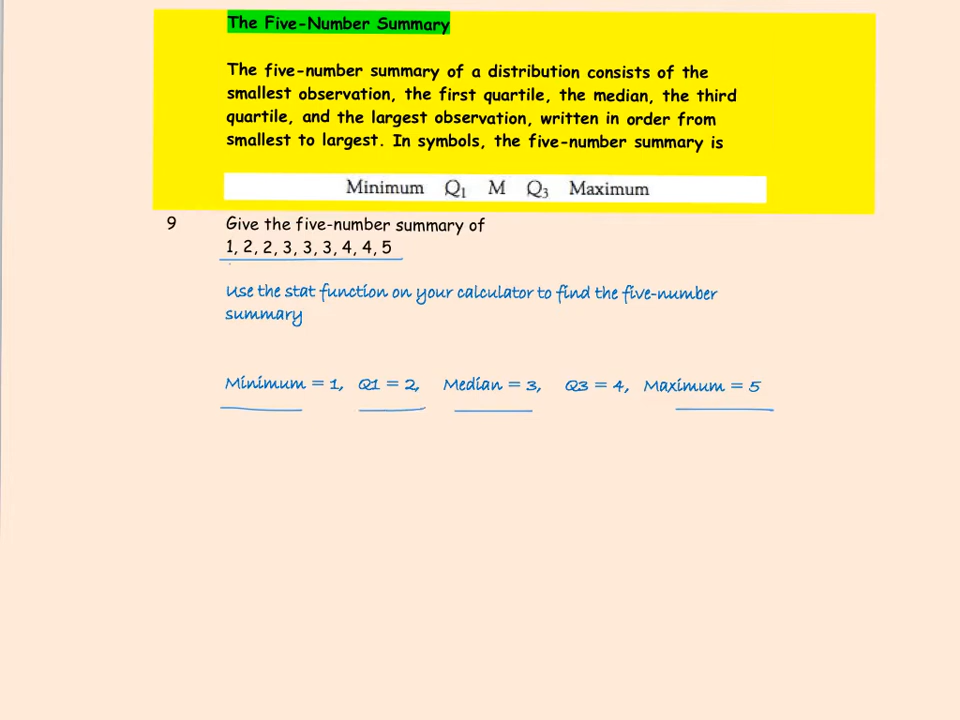 The Five-Number Summary
The five-number summary of a distribution consists of the
smallest observation, the first quartile, the median, the third
quartile, and the largest observation, written in order from
smallest to largest. In symbols, the five-number summary is
Minimum Q1 M Q3 Maximum
9 Give the five-number summary of
1, 2, 2, 3, 3, 3, 4, 4, 5
Use the stat function on your calculator to find the five-number
summary
Minimum = 1, Q1 = 2, Median = 3, Q3 = 4, Maximum = 5